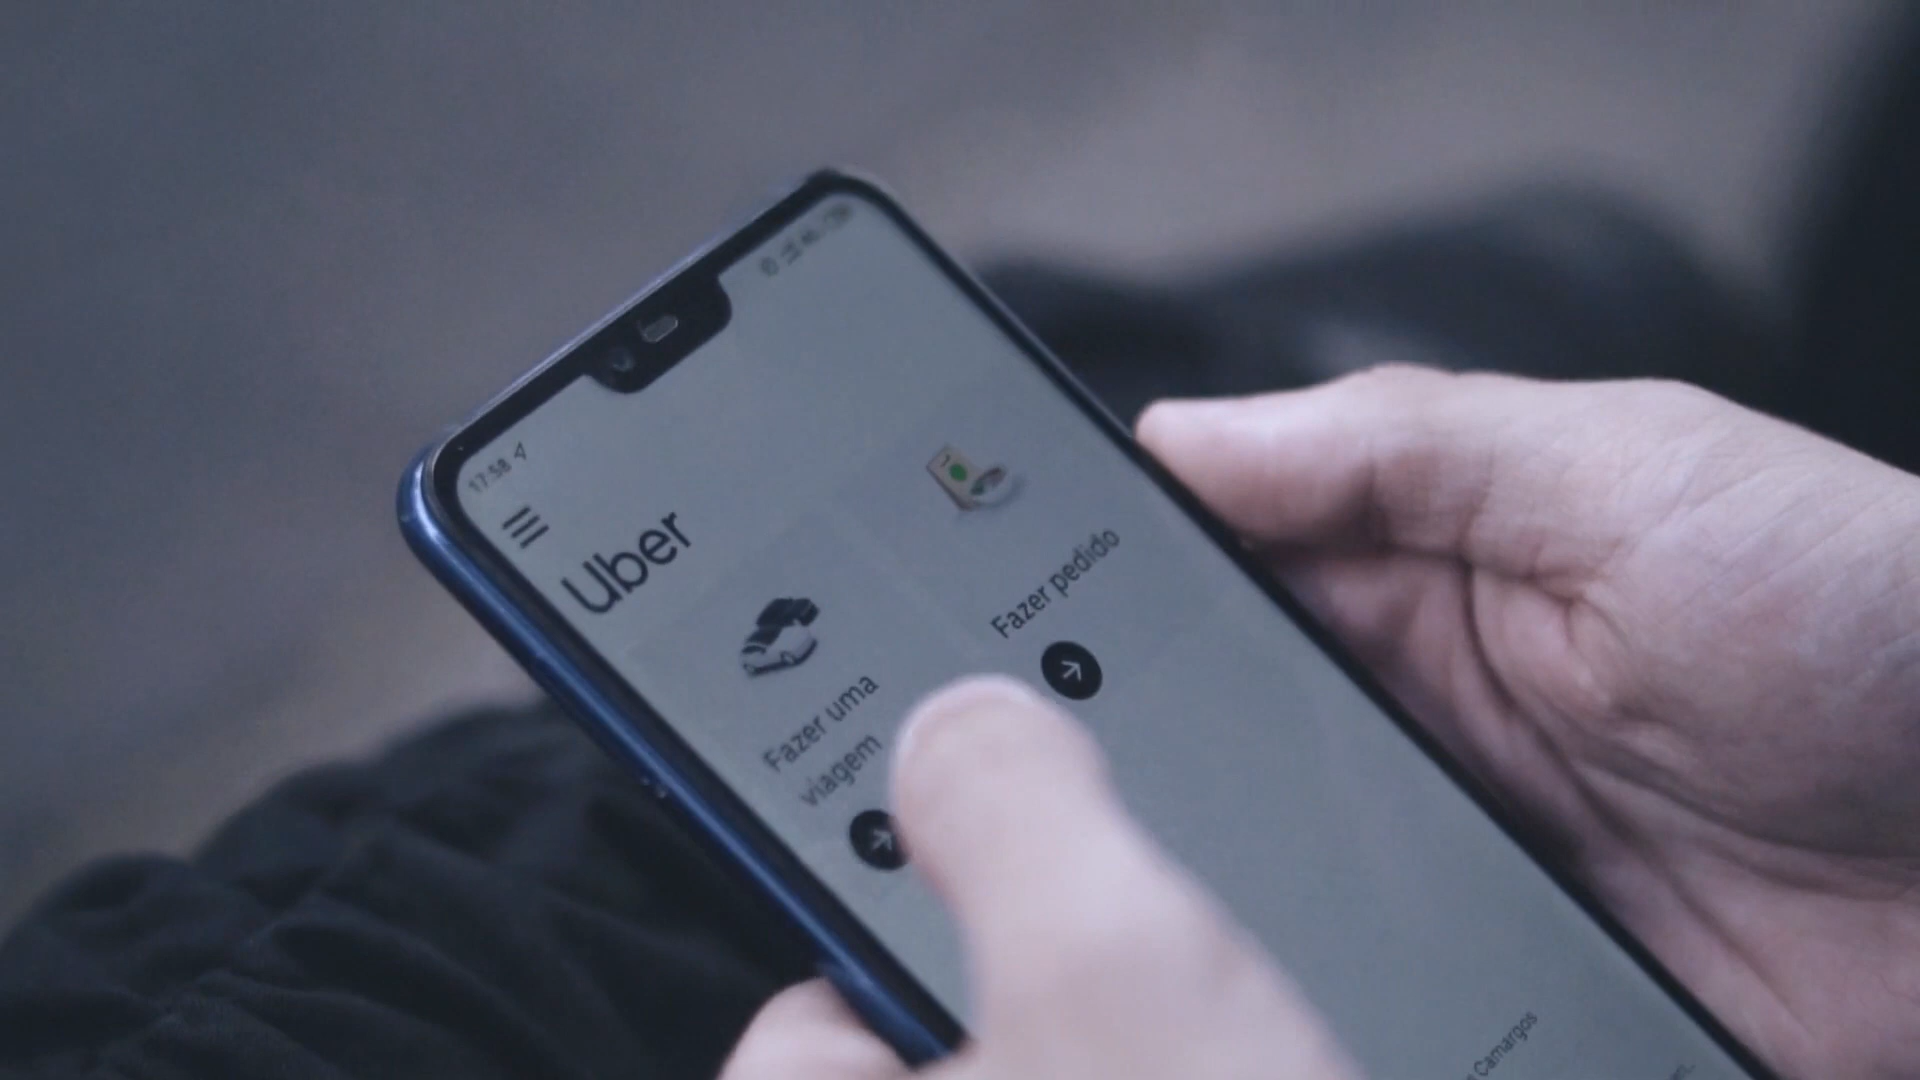 17:58
Uber
Fazer uma
viagem
Fazer pedido
Camargos